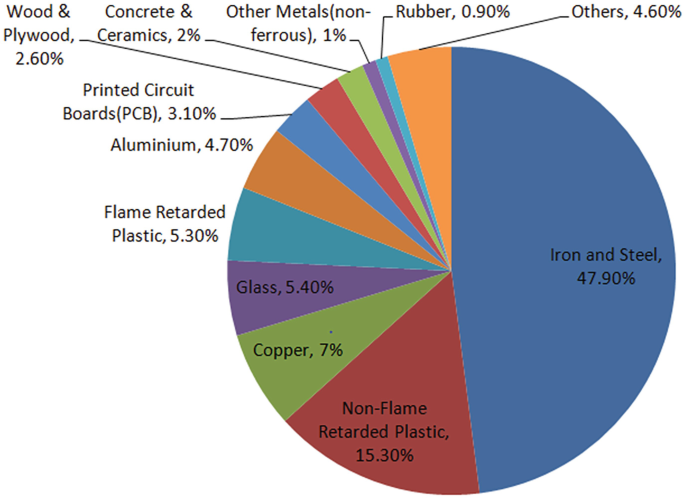 Wood &
Plywood,
2.60%
Concrete &
Ceramics, 2%
Other Metals(non-
ferrous), 1%
Rubber, 0.90%
Others, 4.60%
Printed Circuit
Boards(PCB), 3.10%
Aluminium, 4.70%
Flame Retarded
Plastic, 5.30%
Glass, 5.40%
Copper, 7%
Non-Flame
Retarded Plastic,
15.30%
Iron and Steel,
47.90%